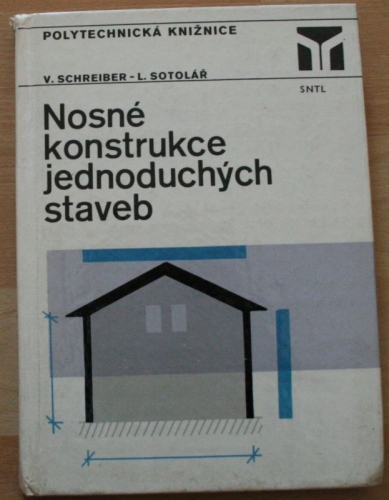 POLYTECHNICKÁ KNIŽNICE
V. SCHREIBER – L. SOTOLÁŘ
SNTL
Nosné
konstrukce
jednoduchých
staveb